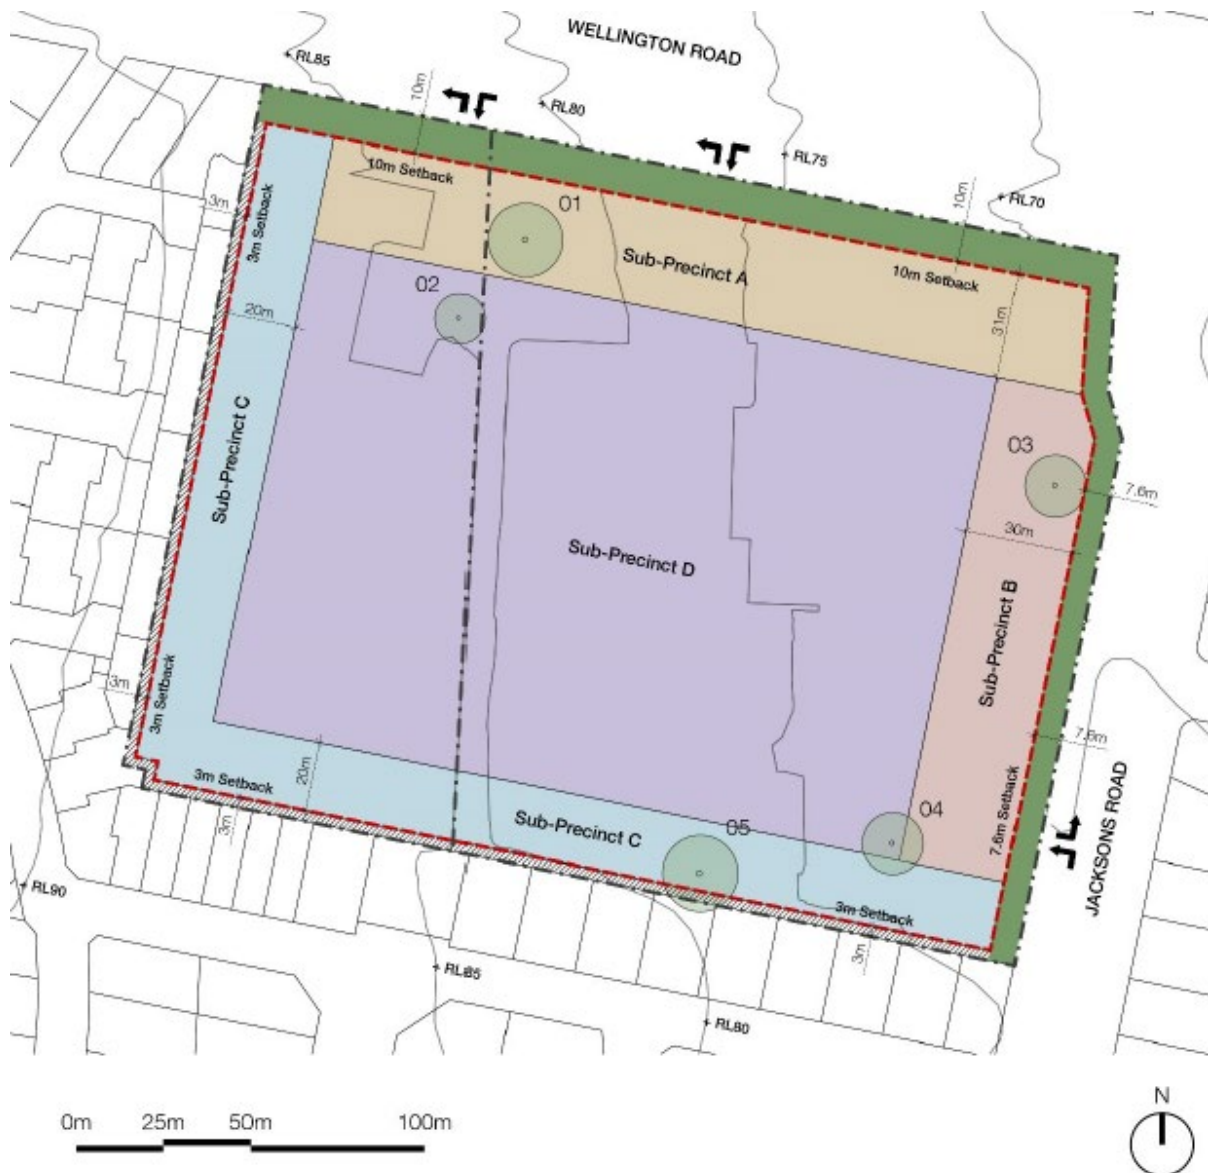 WELLINGTON ROAD
RL85
10m
RL80
RL75
10m
RL70
10m Setback
3m
3m Setback
01
Sub-Precinct A
10m Setback
02
20m
31m
Sub-Precinct C
03
7.6m
30m
Sub-Precinct D
Sub-Precinct B
3m
3m Setback
7.6m
20m
3m Setback
3m
Sub-Precinct C
05
04
7.6m Setback
JACKSONS ROAD
3m Setback
3m
RL90
RL85
RL80
0m 25m 50m 100m
N